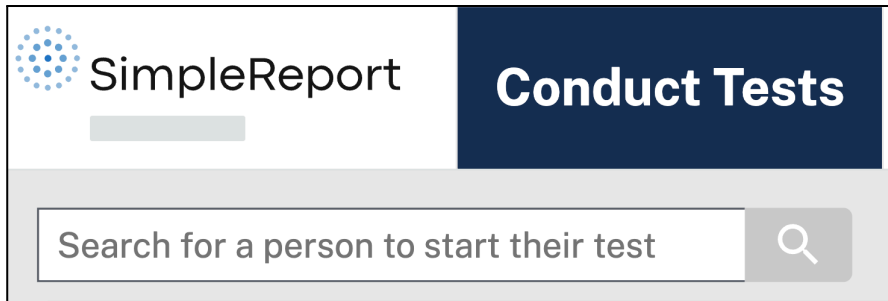 SimpleReport
Conduct Tests
Search for a person to start their test